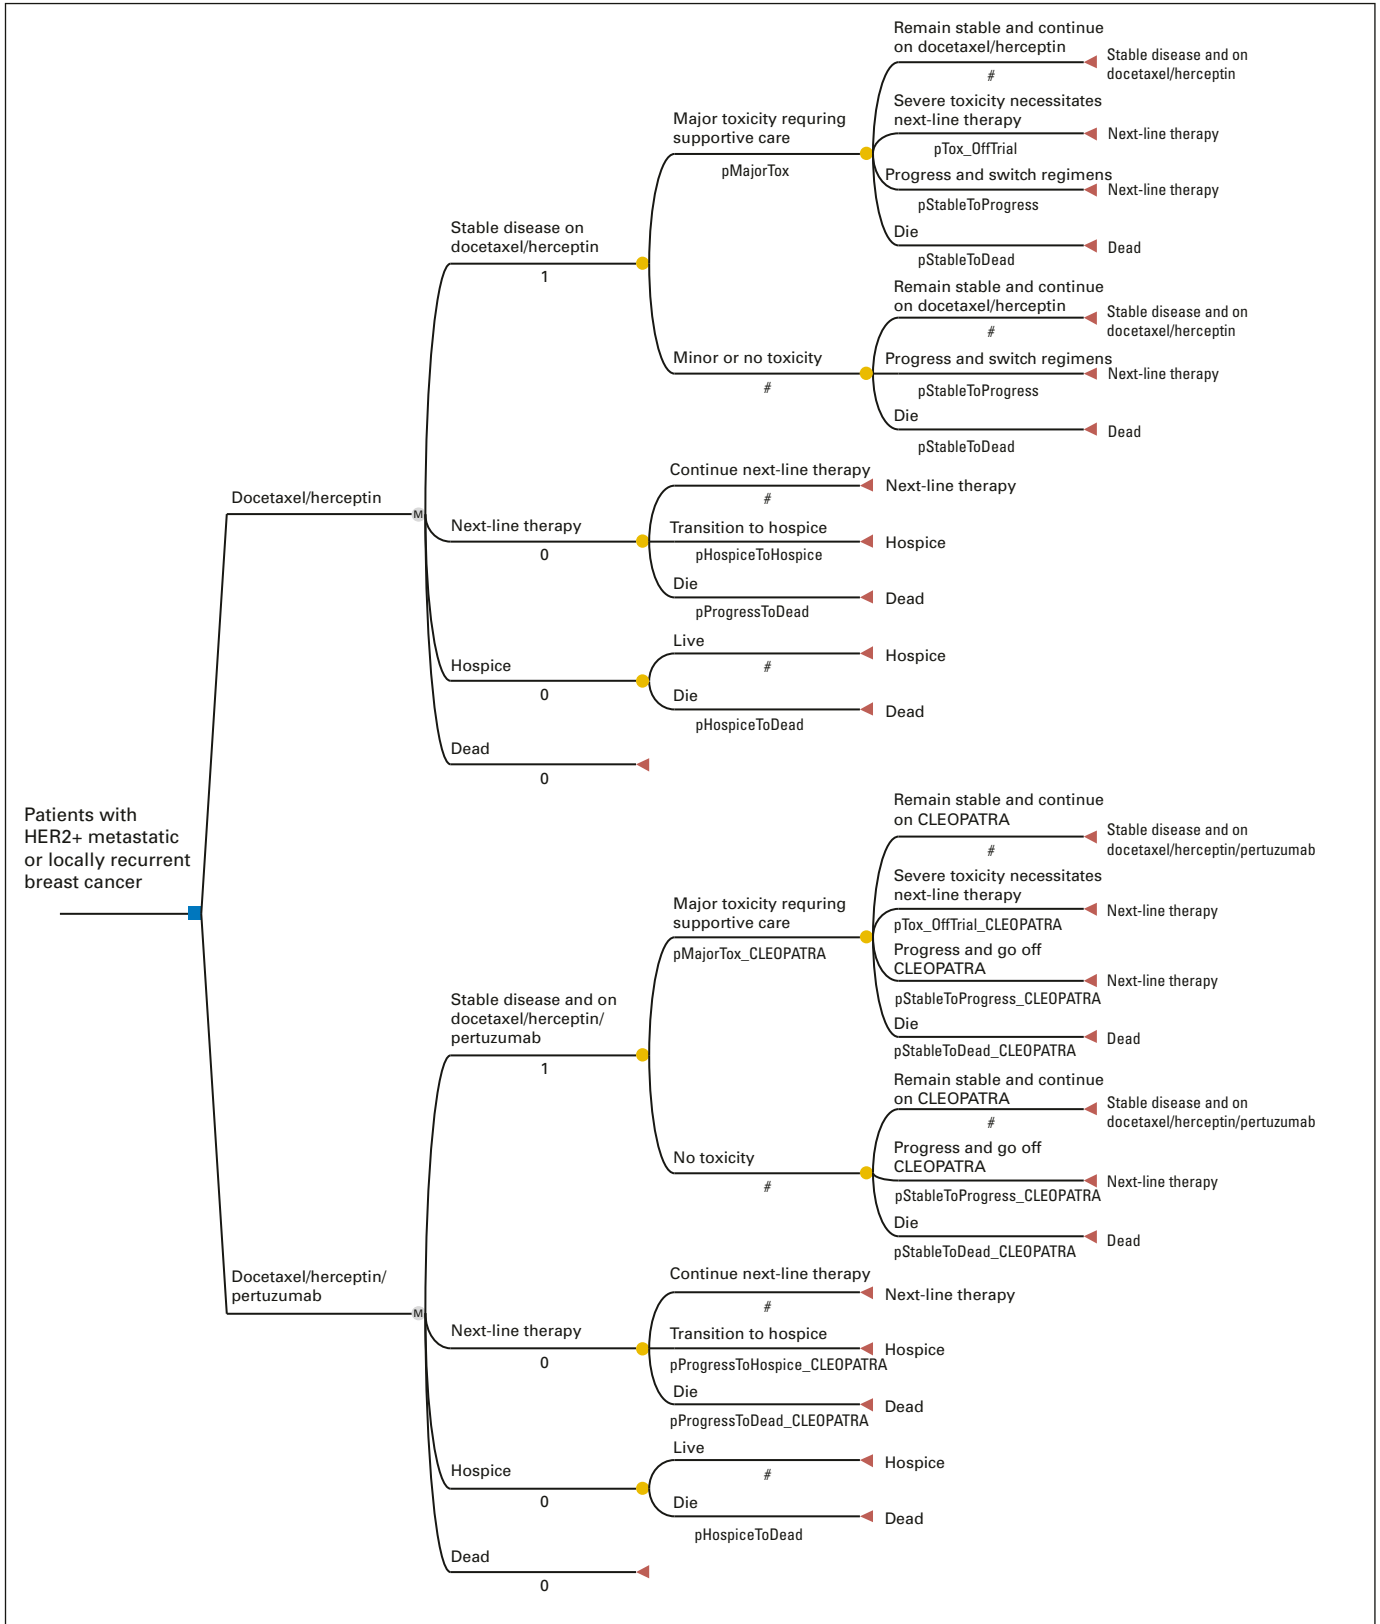 Remain stable and continue
on docetaxel/herceptin
#
Stable disease and on
docetaxel/herceptin
Severe toxicity necessitates
next-line therapy
pTox_OffTrial
Next-line therapy
Major toxicity requring
supportive care
pMajorTox
Progress and switch regimens
pStableToProgress
Next-line therapy
Die
pStableToDead
Dead
Stable disease on
docetaxel/herceptin
1
Remain stable and continue
on docetaxel/herceptin
#
Stable disease and on
docetaxel/herceptin
Minor or no toxicity
#
Progress and switch regimens
pStableToProgress
Next-line therapy
Die
pStableToDead
Dead
Docetaxel/herceptin
M
Continue next-line therapy
#
Next-line therapy
Next-line therapy
0
Transition to hospice
pHospiceToHospice
Hospice
Die
pProgressToDead
Dead
Hospice
0
Live
#
Hospice
Die
pHospiceToDead
Dead
Dead
0
Patients with
HER2+ metastatic
or locally recurrent
breast cancer
Remain stable and continue
on CLEOPATRA
#
Stable disease and on
docetaxel/herceptin/pertuzumab
Severe toxicity necessitates
next-line therapy
pTox_OffTrial_CLEOPATRA
Next-line therapy
Major toxicity requring
supportive care
pMajorTox_CLEOPATRA
Progress and go off
CLEOPATRA
pStableToProgress_CLEOPATRA
Next-line therapy
Die
pStableToDead_CLEOPATRA
Dead
Stable disease and on
docetaxel/herceptin/
pertuzumab
1
Remain stable and continue
on CLEOPATRA
#
Stable disease and on
docetaxel/herceptin/pertuzumab
No toxicity
#
Progress and go off
CLEOPATRA
pStableToProgress_CLEOPATRA
Next-line therapy
Die
pStableToDead_CLEOPATRA
Dead
Docetaxel/herceptin/
pertuzumab
M
Continue next-line therapy
#
Next-line therapy
Next-line therapy
0
Transition to hospice
pProgressToHospice_CLEOPATRA
Hospice
Die
pProgressToDead_CLEOPATRA
Dead
Hospice
0
Live
#
Hospice
Die
pHospiceToDead
Dead
Dead
0